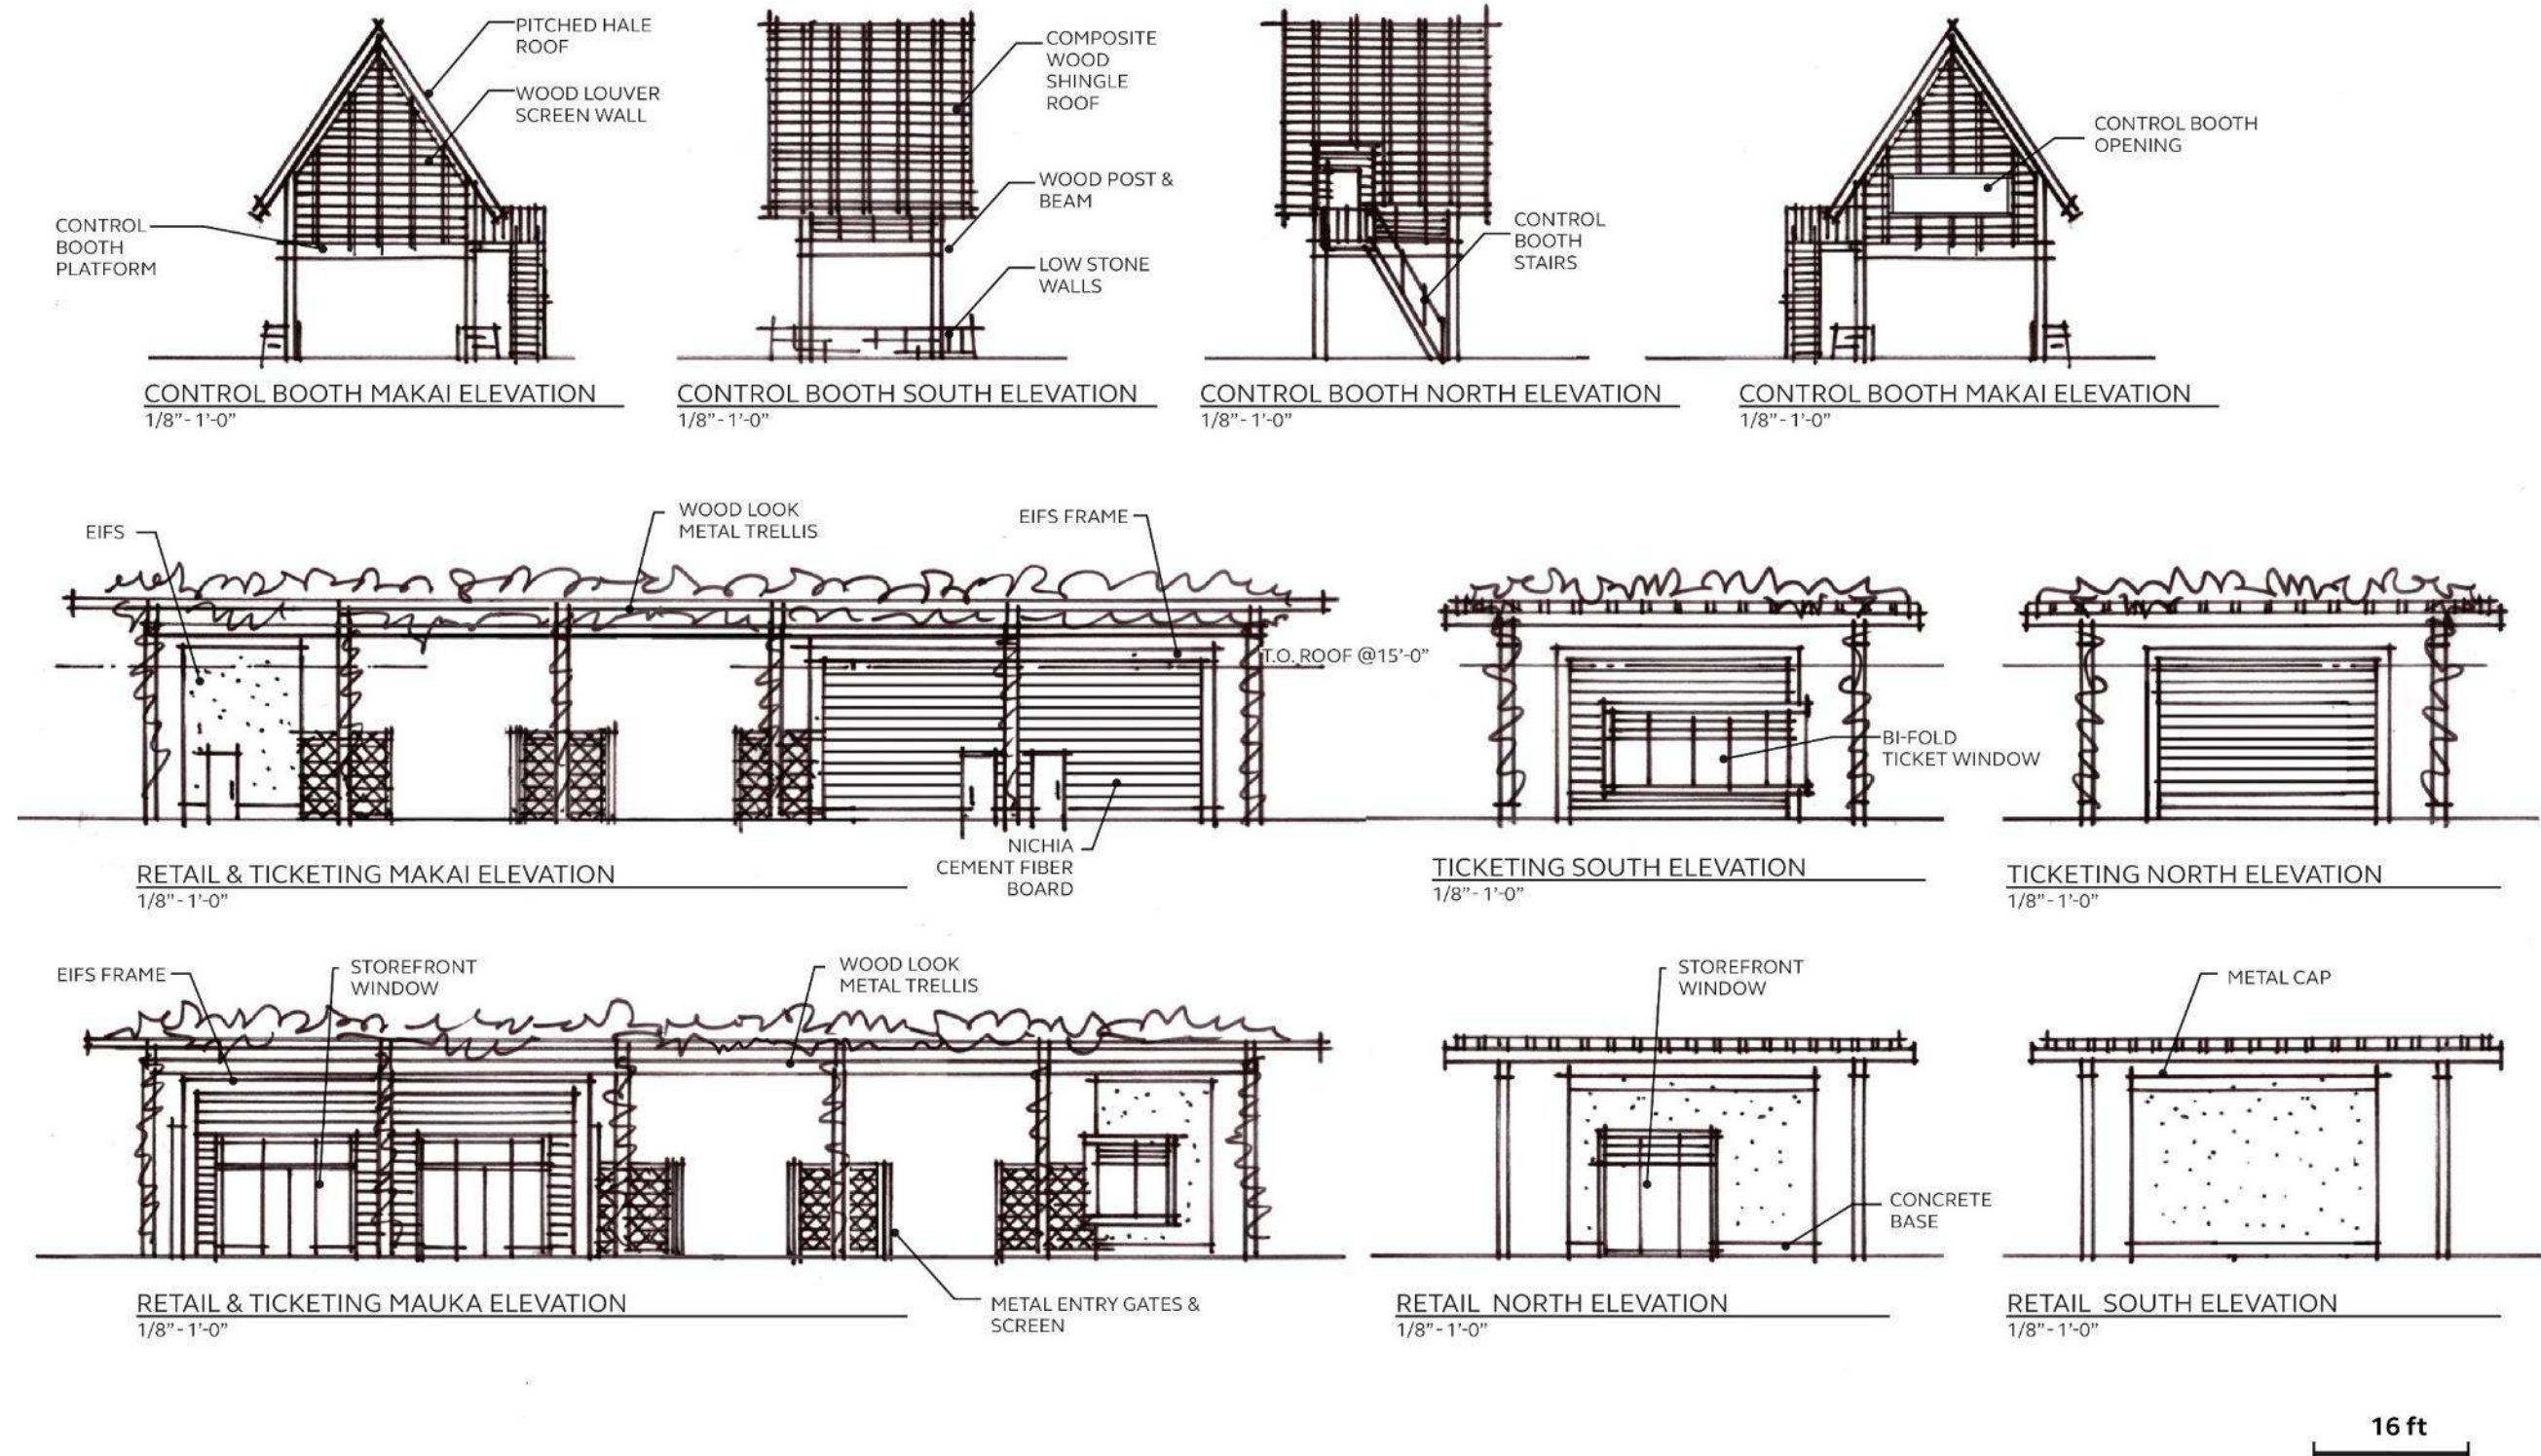 PITCHED HALE
ROOF
WOOD LOUVER
SCREEN WALL
CONTROL
BOOTH
PLATFORM
COMPOSITE
WOOD
SHINGLE
ROOF
WOOD POST &
BEAM
LOW STONE
WALLS
CONTROL
BOOTH
STAIRS
CONTROL BOOTH
OPENING
CONTROL BOOTH MAKAI ELEVATION
1/8”- 1’-0”
CONTROL BOOTH SOUTH ELEVATION
1/8”- 1’-0”
CONTROL BOOTH NORTH ELEVATION
1/8”- 1’-0”
CONTROL BOOTH MAKAI ELEVATION
1/8”- 1’-0”
EIFS
WOOD LOOK
METAL TRELLIS
EIFS FRAME
T.O. ROOF @15’-0”
BI-FOLD
TICKET WINDOW
NICHIA
CEMENT FIBER
BOARD
RETAIL & TICKETING MAKAI ELEVATION
1/8”- 1’-0”
TICKETING SOUTH ELEVATION
1/8”- 1’-0”
TICKETING NORTH ELEVATION
1/8”- 1’-0”
EIFS FRAME
STOREFRONT
WINDOW
WOOD LOOK
METAL TRELLIS
STOREFRONT
WINDOW
METAL CAP
CONCRETE
BASE
METAL ENTRY GATES &
SCREEN
RETAIL & TICKETING MAUKA ELEVATION
1/8”- 1’-0”
RETAIL NORTH ELEVATION
1/8”- 1’-0”
RETAIL SOUTH ELEVATION
1/8”- 1’-0”
16 ft